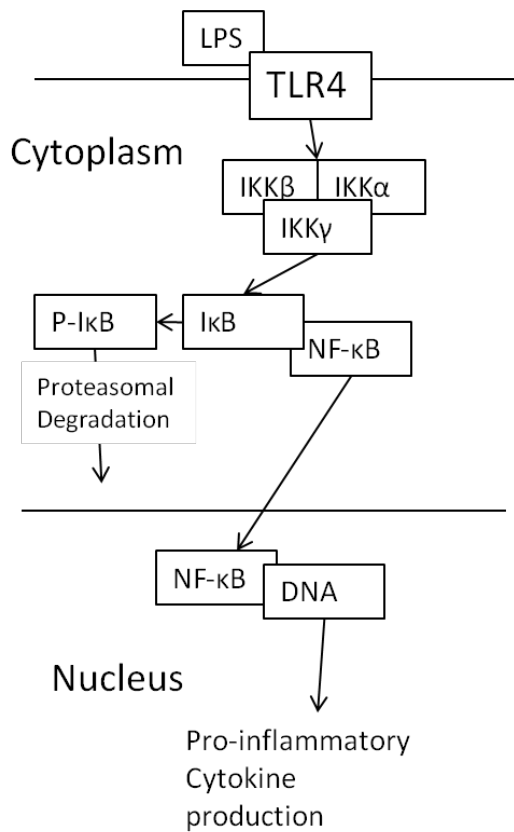 LPS
TLR4
Cytoplasm
IKKβ
IKKα
IKKγ
P-IκB
IκB
NF-κB
Proteasomal
Degradation
NF-κB
DNA
Nucleus
Pro-inflammatory
Cytokine
production